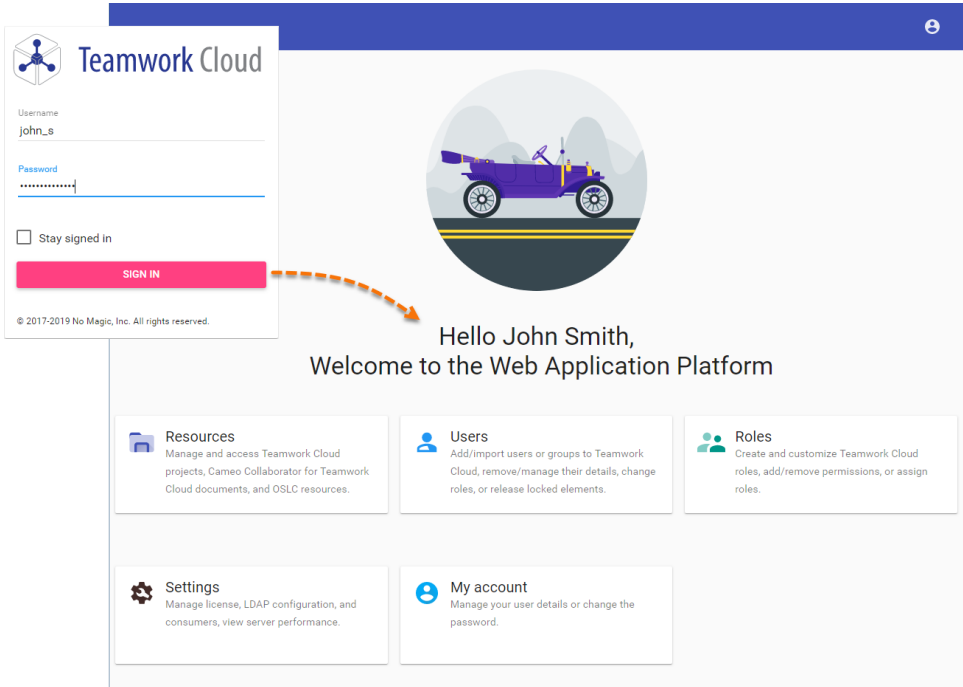 Teamwork Cloud
Username
john_s
Password
••••••••••••••
Stay signed in
SIGN IN
© 2017-2019 No Magic, Inc. All rights reserved.
Hello John Smith,
Welcome to the Web Application Platform
Resources
Manage and access Teamwork Cloud
projects, Cameo Collaborator for Teamwork
Cloud documents, and OSLC resources.
Users
Add/import users or groups to Teamwork
Cloud, remove/manage their details, change
roles, or release locked elements.
Roles
Create and customize Teamwork Cloud
roles, add/remove permissions, or assign
roles.
Settings
Manage license, LDAP configuration, and
consumers, view server performance.
My account
Manage your user details or change the
password.